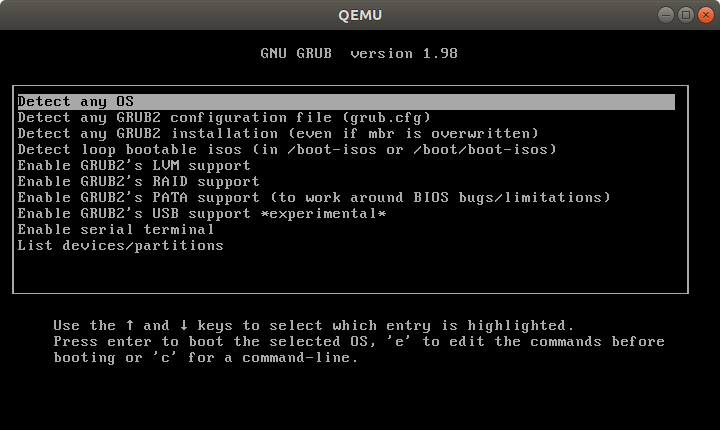 QEMU
GNU GRUB  version 1.98
Detect any OS
Detect any GRUB2 configuration file (grub.cfg)
Detect any GRUB2 installation (even if mbr is overwritten)
Detect loop bootable isos (in /boot-isos or /boot/boot-isos)
Enable GRUB2's LVM support
Enable GRUB2's RAID support
Enable GRUB2's PATA support (to work around BIOS bugs/limitations)
Enable GRUB2's USB support *experimental*
Enable serial terminal
List devices/partitions
Use the ↑ and ↓ keys to select which entry is highlighted.
Press enter to boot the selected OS, 'e' to edit the commands before
booting or 'c' for a command-line.